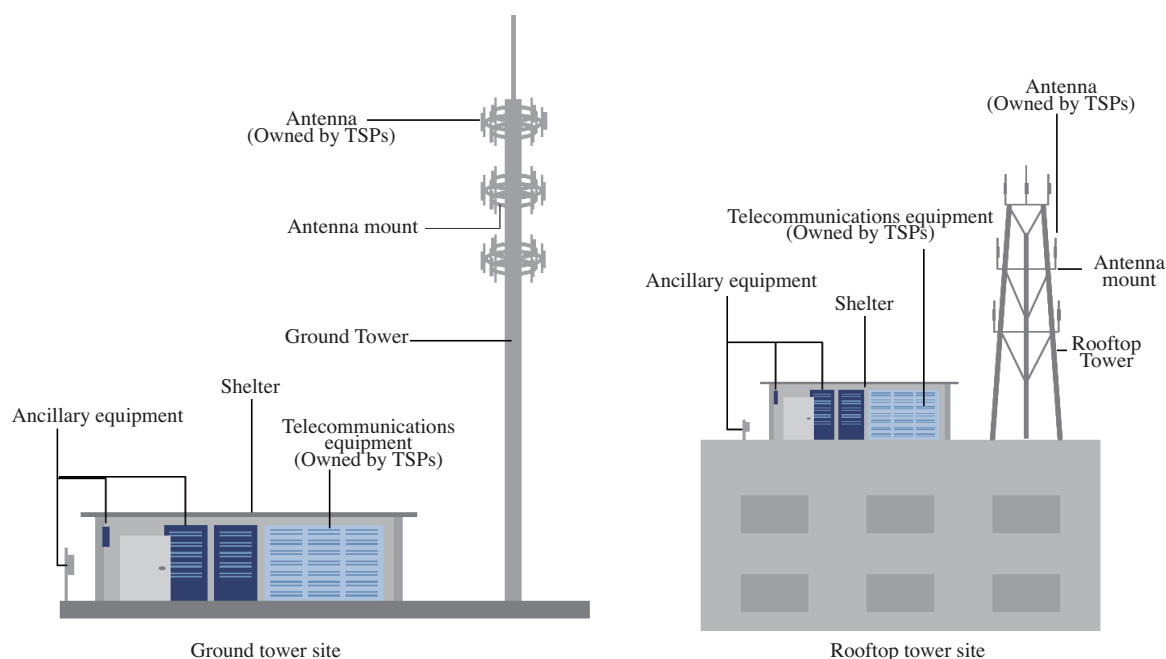 Antenna
(Owned by TSPs)
Antenna mount
Ground Tower
Shelter
Ancillary equipment
Telecommunications
equipment
(Owned by TSPs)
Ground tower site
Antenna
(Owned by TSPs)
Telecommunications equipment
(Owned by TSPs)
Ancillary equipment
Shelter
Antenna
mount
Rooftop
Tower
Rooftop tower site